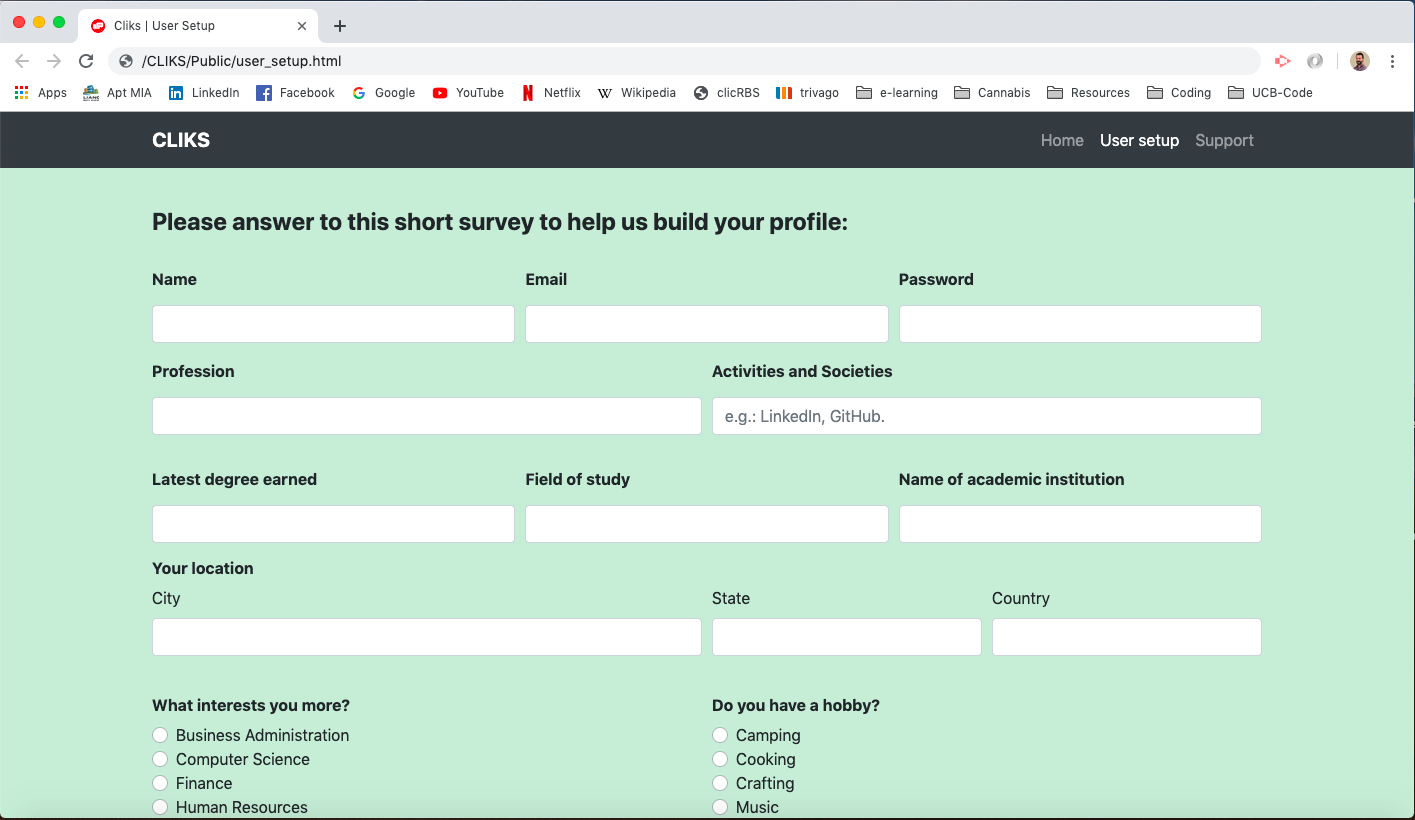 Cliks | User Setup
/CLIKS/Public/user_setup.html
Apps Apt MIA LinkedIn Facebook Google YouTube Netflix Wikipedia clicRBS trivago e-learning Cannabis Resources Coding UCB-Code
CLIKS Home User setup Support
Please answer to this short survey to help us build your profile:
Name Email Password
Profession Activities and Societies
e.g.: LinkedIn, GitHub.
Latest degree earned Field of study Name of academic institution
Your location
City State Country
What interests you more? Do you have a hobby?
Business Administration Camping
Computer Science Cooking
Finance Crafting
Human Resources Music